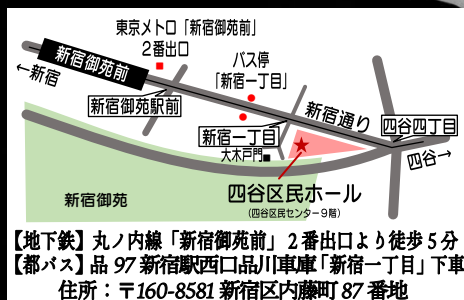 東京メトロ「新宿御苑前」
2番出口
バス停
「新宿一丁目」
新宿御苑前
←新宿
新宿御苑駅前
新宿通り
新宿一丁目
四谷四丁目
大木戸門
四谷→
新宿御苑
四谷区民ホール
(四谷区民センター9階)
【地下鉄】丸ノ内線「新宿御苑前」2番出口より徒歩5分
【都バス】品97新宿駅西口品川車庫「新宿一丁目」下車
住所:〒160-8581 新宿区内藤町87番地